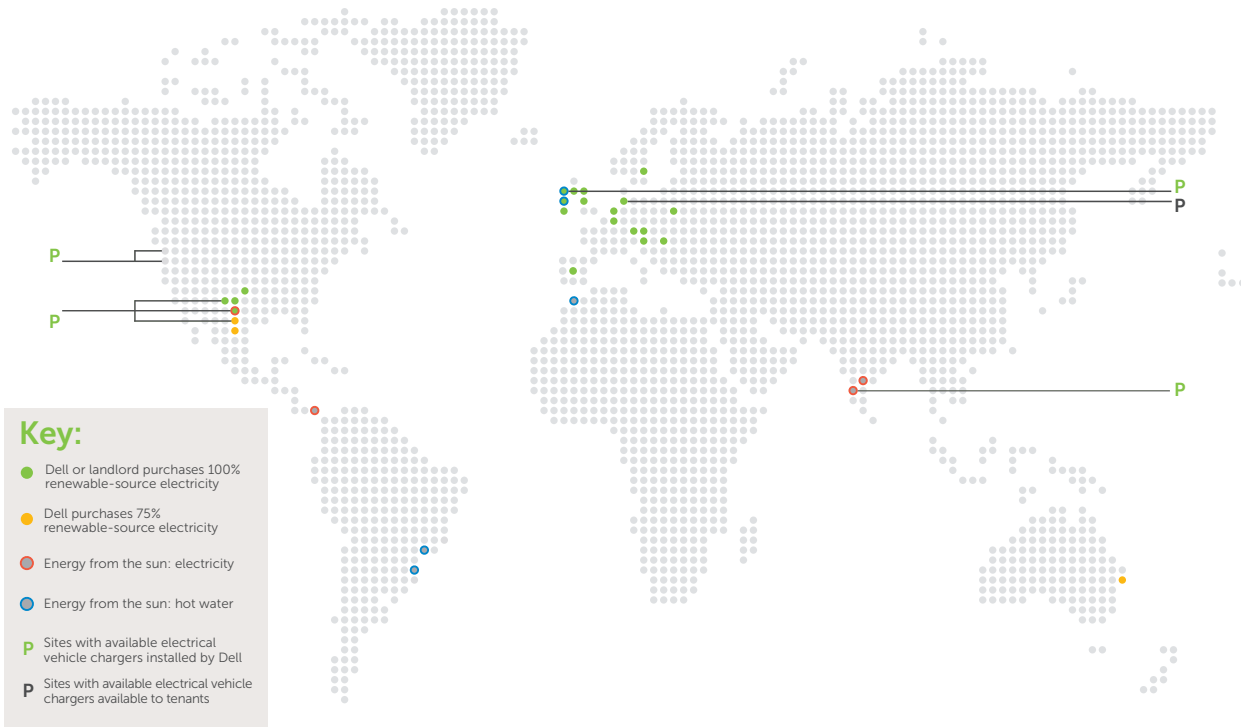 P
P
P
P
P
Key:
Dell or landlord purchases 100%
renewable-source electricity
Dell purchases 75%
renewable-source electricity
Energy from the sun: electricity
Energy from the sun: hot water
P Sites with available electrical
vehicle chargers installed by Dell
P Sites with available electrical vehicle
chargers available to tenants